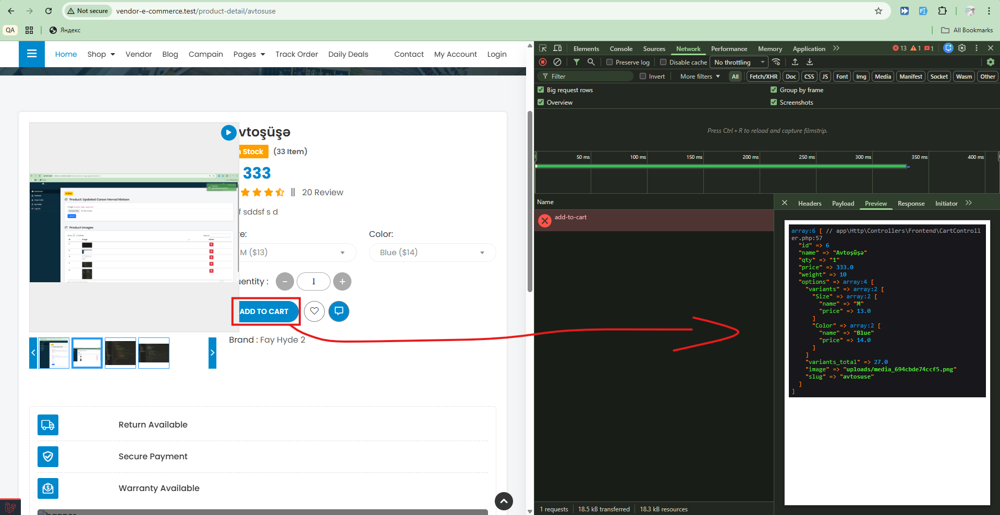 Not secure vendor-e-commerce.test/product-detail/avtosuse
QA Яндекс All Bookmarks
Home Shop Vendor Blog Campain Pages Track Order Daily Deals Contact My Account Login
vtoşüşə
Stock (33 Item)
333
|| 20 Review
f sddsf s d
e: Color:
M ($13) Blue ($14)
entity : − 1 +
ADD TO CART
Brand : Fay Hyde 2
Product: Updated Canon Herrod Nielsen
Product Images
Return Available
Secure Payment
Warranty Available
Elements Console Sources Network Performance Memory Application 13 1 1
Preserve log Disable cache No throttling
Filter Invert More filters All Fetch/XHR Doc CSS JS Font Img Media Manifest Socket Wasm Other
Big request rows Group by frame
Overview Screenshots
Press Ctrl + R to reload and capture filmstrip.
50 ms 100 ms 150 ms 200 ms 250 ms 300 ms 350 ms 400 ms
Name
add-to-cart
Headers Payload Preview Response Initiator
array:6 [ // app\Http\Controllers\Frontend\CartControll
er.php:57
"id" => 6
"name" => "Avtoşüşə"
"qty" => "1"
"price" => 333.0
"weight" => 10
"options" => array:4 [
"variants" => array:2 [
"Size" => array:2 [
"name" => "M"
"price" => 13.0
]
"Color" => array:2 [
"name" => "Blue"
"price" => 14.0
]
]
"variants_total" => 27.0
"image" => "uploads/media_694cbde74ccf5.png"
"slug" => "avtosuse"
]
]
1 requests 18.5 kB transferred 18.3 kB resources